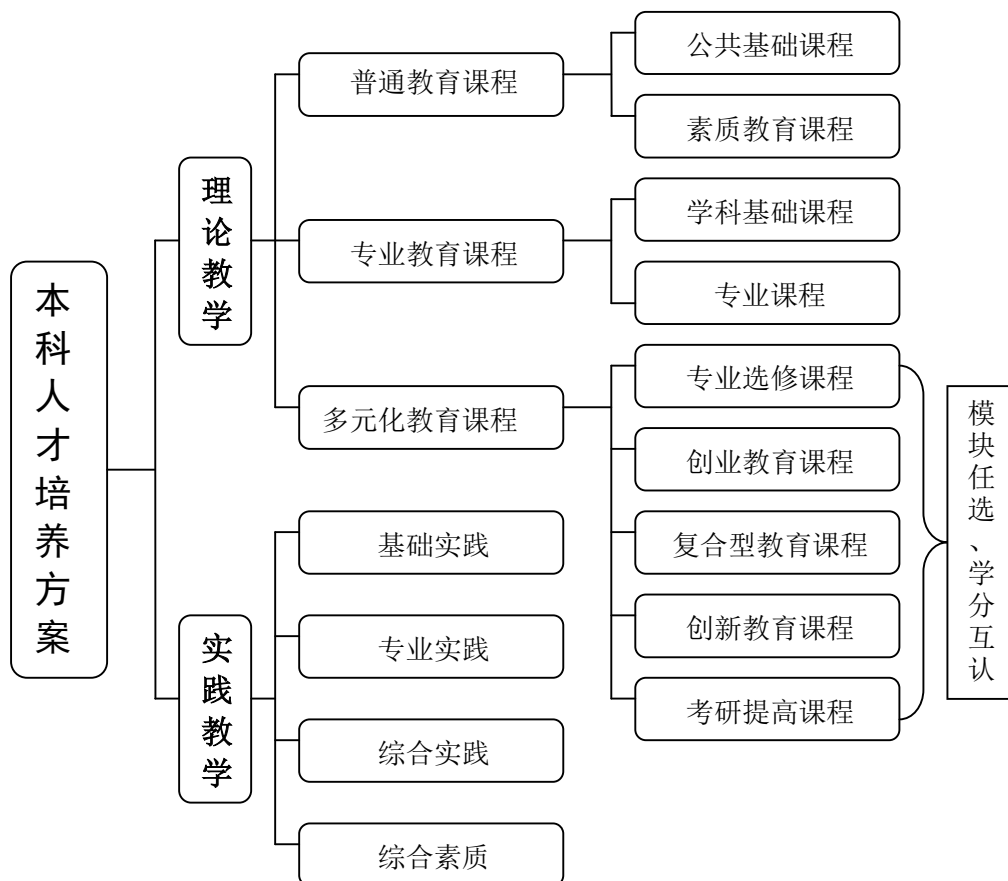 本科人才培养方案
理论教学
普通教育课程
公共基础课程
素质教育课程
专业教育课程
学科基础课程
专业课程
多元化教育课程
专业选修课程
创业教育课程
复合型教育课程
创新教育课程
考研提高课程
模块任选、学分互认
实践教学
基础实践
专业实践
综合实践
综合素质